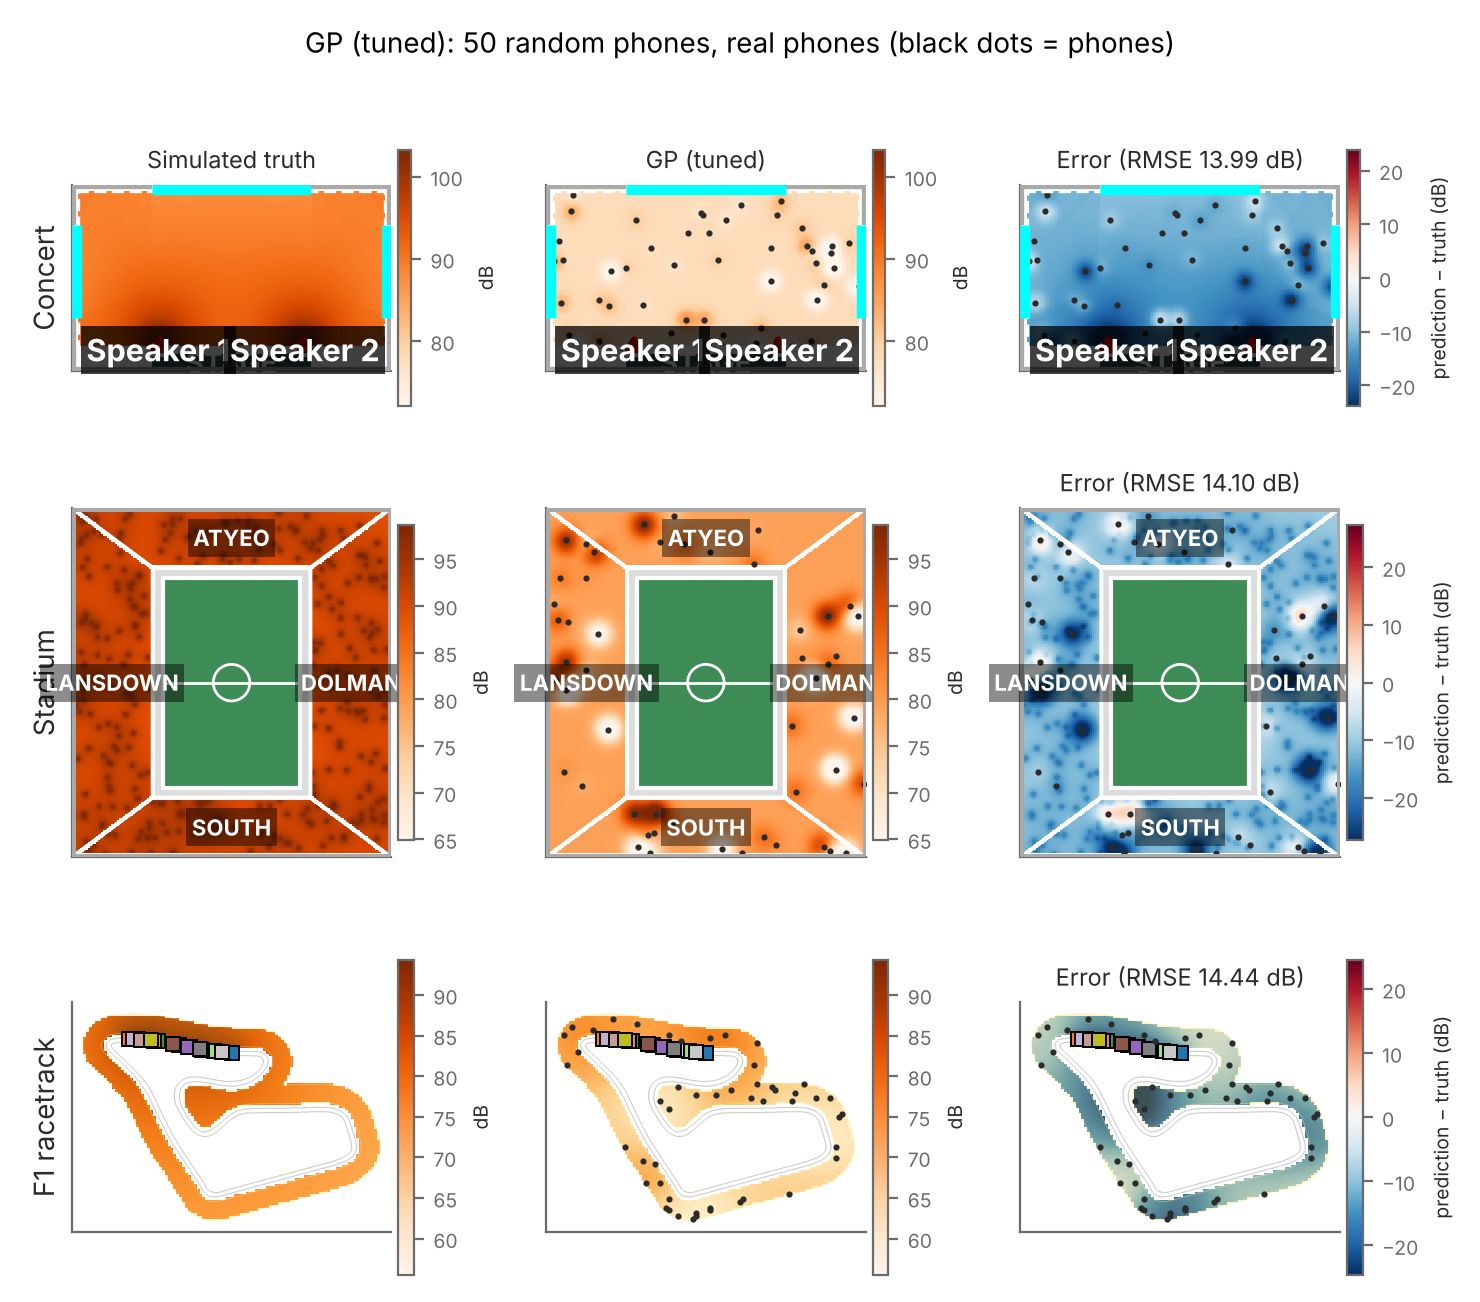 GP (tuned): 50 random phones, real phones (black dots = phones)
Simulated truth
GP (tuned)
Error (RMSE 13.99 dB)
Concert
Speaker 1
Speaker 2
100
90
80
dB
Speaker 1
Speaker 2
100
90
80
dB
Speaker 1
Speaker 2
20
10
0
−10
−20
prediction − truth (dB)
Error (RMSE 14.10 dB)
Stadium
ATYEO
LANSDOWN
DOLMAN
SOUTH
95
90
85
80
75
70
65
dB
ATYEO
LANSDOWN
DOLMAN
SOUTH
95
90
85
80
75
70
65
dB
ATYEO
LANSDOWN
DOLMAN
SOUTH
20
10
0
−10
−20
prediction − truth (dB)
Error (RMSE 14.44 dB)
F1 racetrack
90
85
80
75
70
65
60
dB
90
85
80
75
70
65
60
dB
20
10
0
−10
−20
prediction − truth (dB)